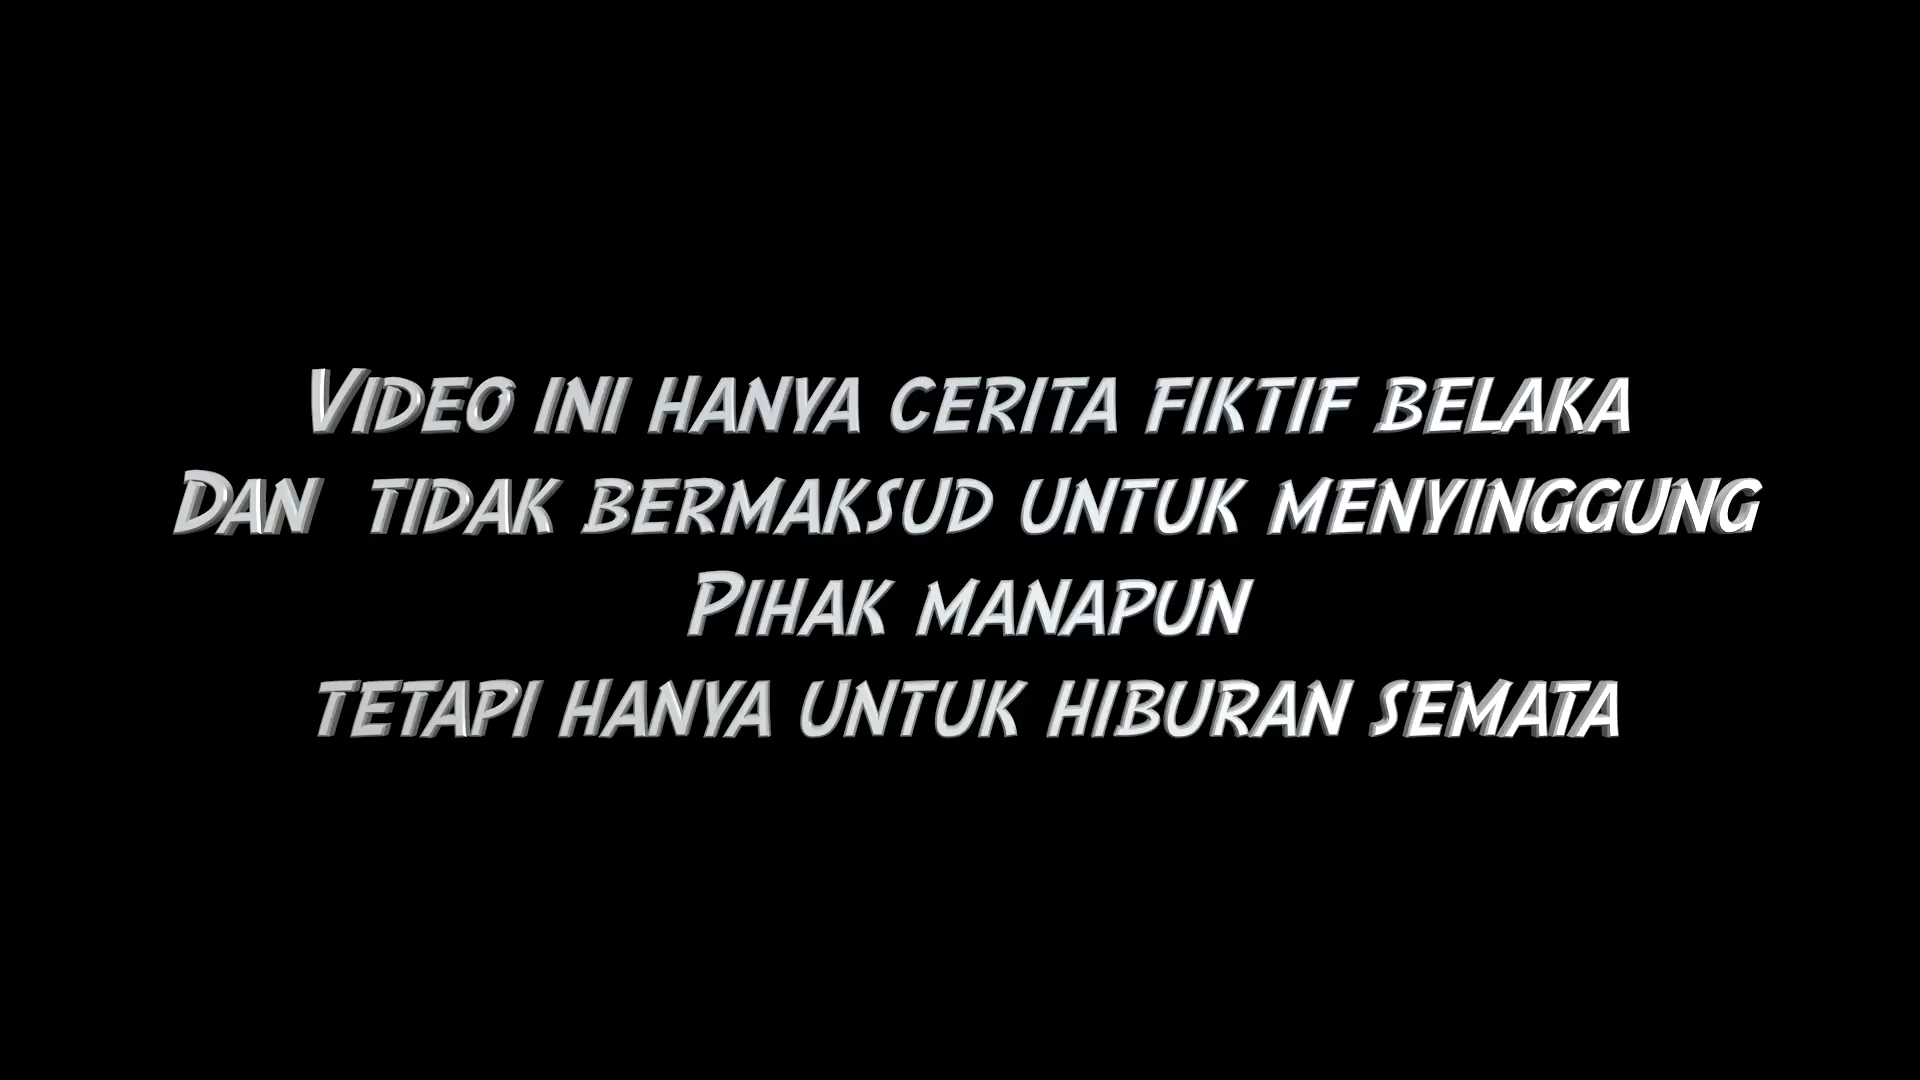 Video ini hanya cerita fiktif belaka
Dan tidak bermaksud untuk menyinggung
Pihak manapun
tetapi hanya untuk hiburan semata